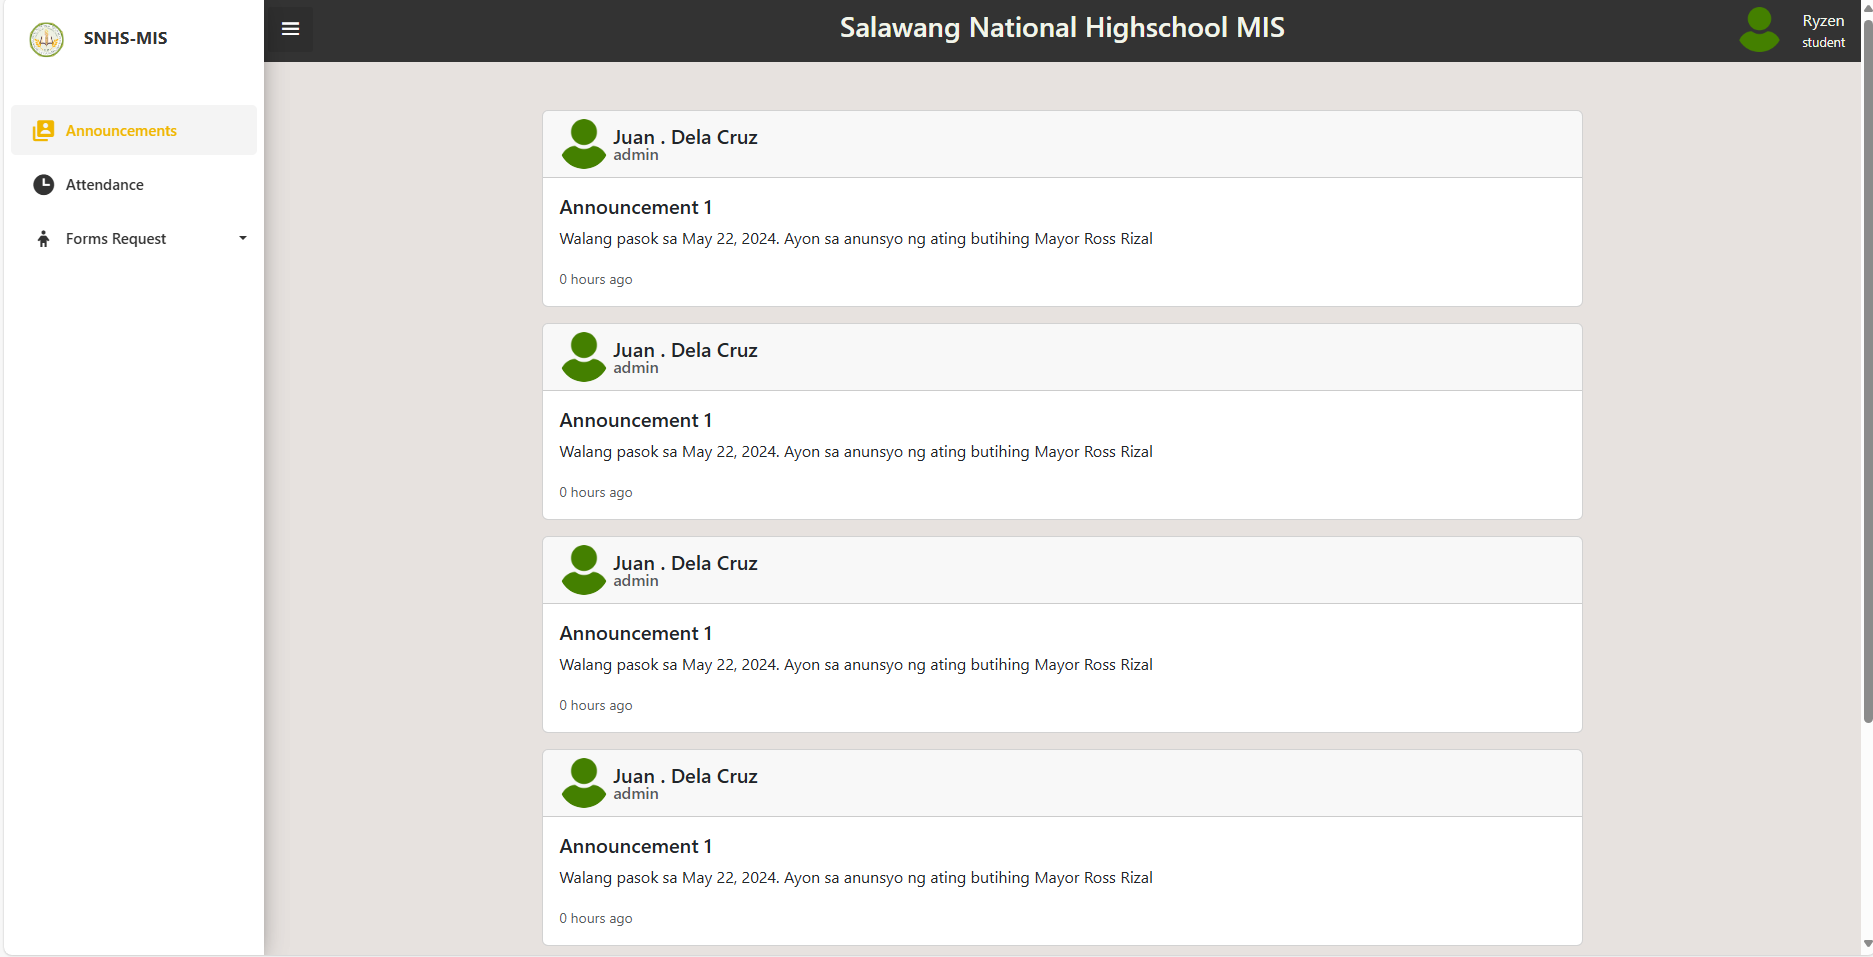 SNHS-MIS
Announcements
Attendance
Forms Request
Salawang National Highschool MIS
Ryzen
student
Juan . Dela Cruz
admin
Announcement 1
Walang pasok sa May 22, 2024. Ayon sa anunsyo ng ating butihing Mayor Ross Rizal
0 hours ago
Juan . Dela Cruz
admin
Announcement 1
Walang pasok sa May 22, 2024. Ayon sa anunsyo ng ating butihing Mayor Ross Rizal
0 hours ago
Juan . Dela Cruz
admin
Announcement 1
Walang pasok sa May 22, 2024. Ayon sa anunsyo ng ating butihing Mayor Ross Rizal
0 hours ago
Juan . Dela Cruz
admin
Announcement 1
Walang pasok sa May 22, 2024. Ayon sa anunsyo ng ating butihing Mayor Ross Rizal
0 hours ago